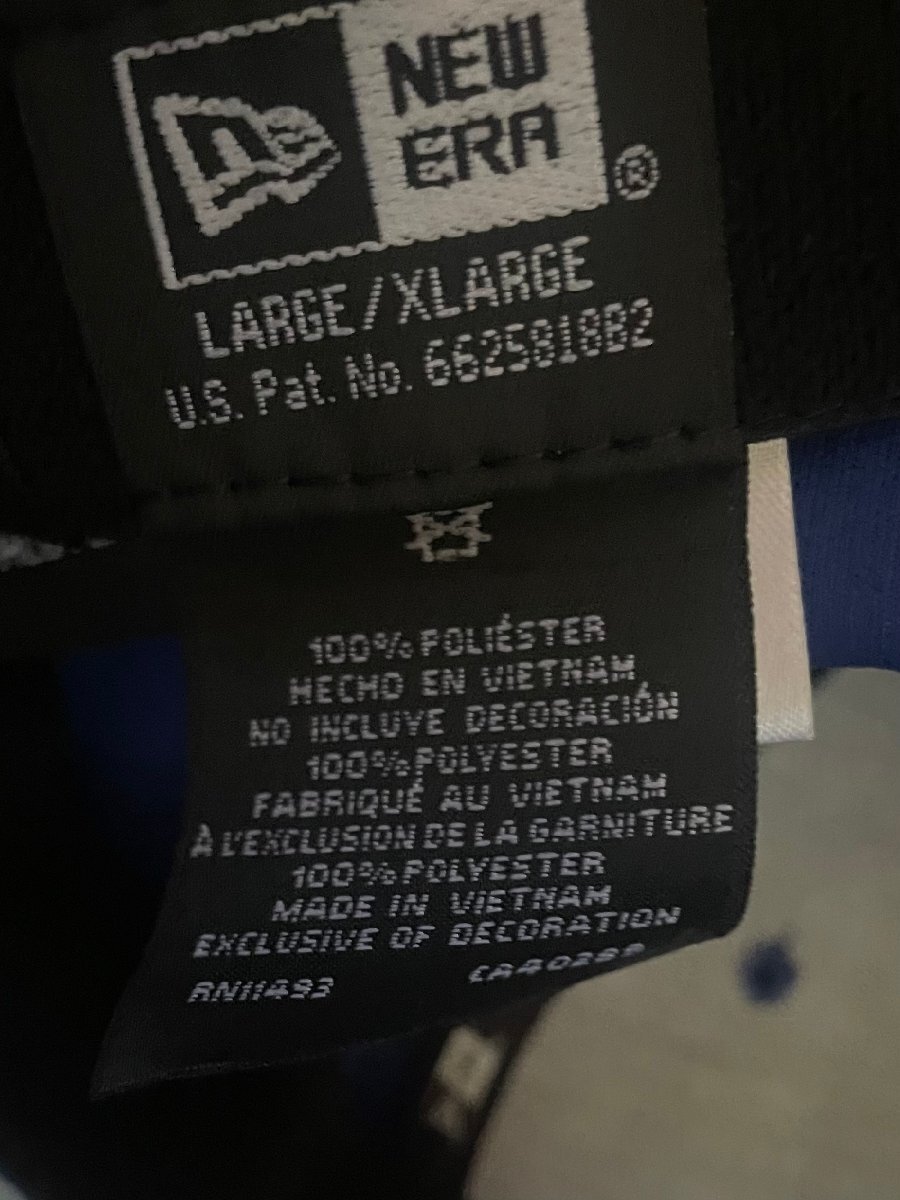 NEW
ERA
®
LARGE/XLARGE
U.S. Pat. No. 6625818B2
100% POLIÉSTER
HECHO EN VIETNAM
NO INCLUYE DECORACIÓN
100% POLYESTER
FABRIQUÉ AU VIETNAM
À L'EXCLUSION DE LA GARNITURE
100% POLYESTER
MADE IN VIETNAM
EXCLUSIVE OF DECORATION
RN11493 CA40289